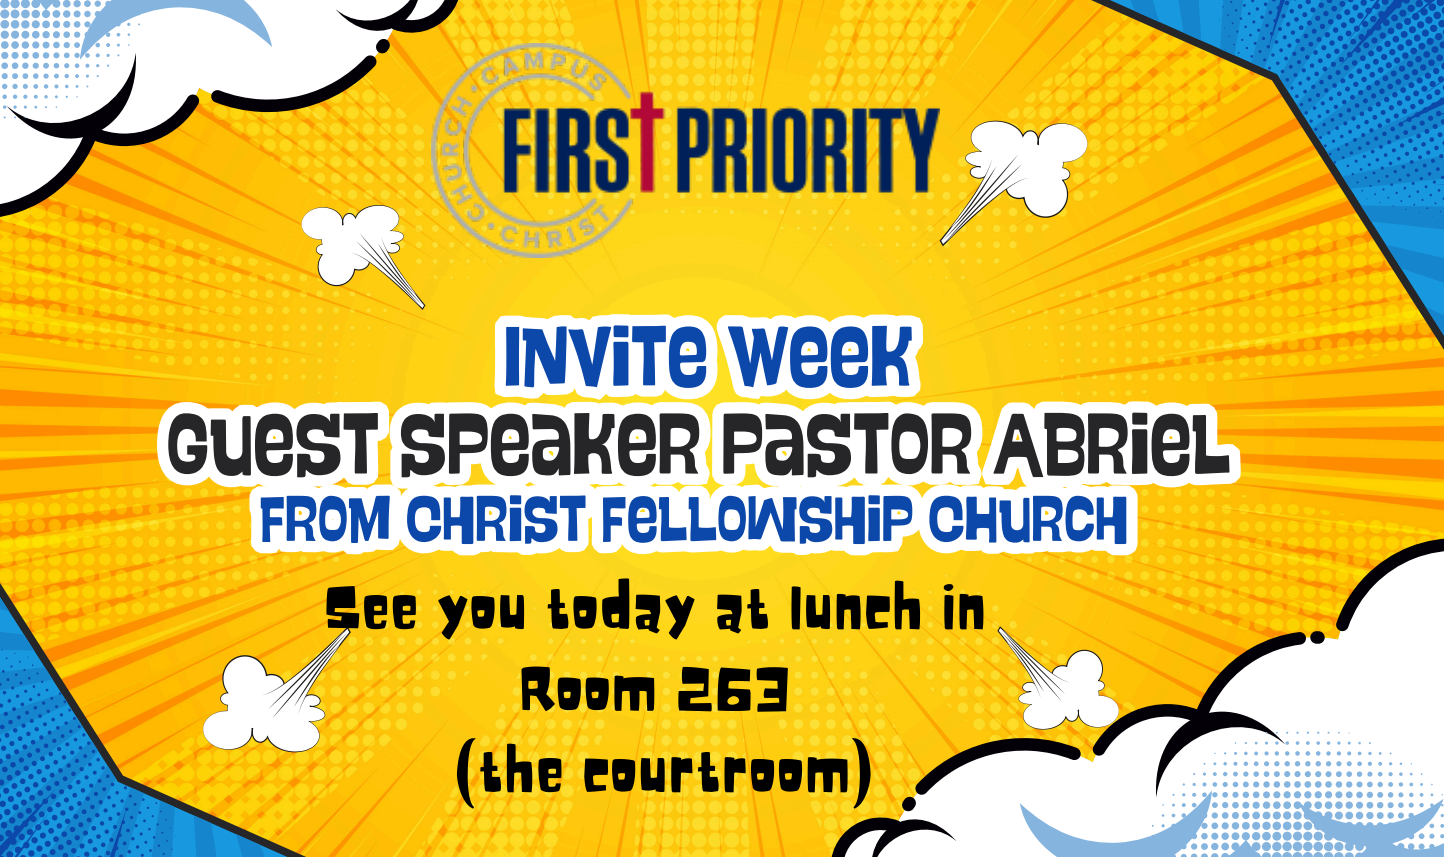 CHURCH · CAMPUS
FIRST PRIORITY
· CHRIST
INVITE WEEK
GUEST SPEAKER PASTOR ABRIEL
FROM CHRIST FELLOWSHIP CHURCH
See you today at lunch in
Room 263
(the courtroom)